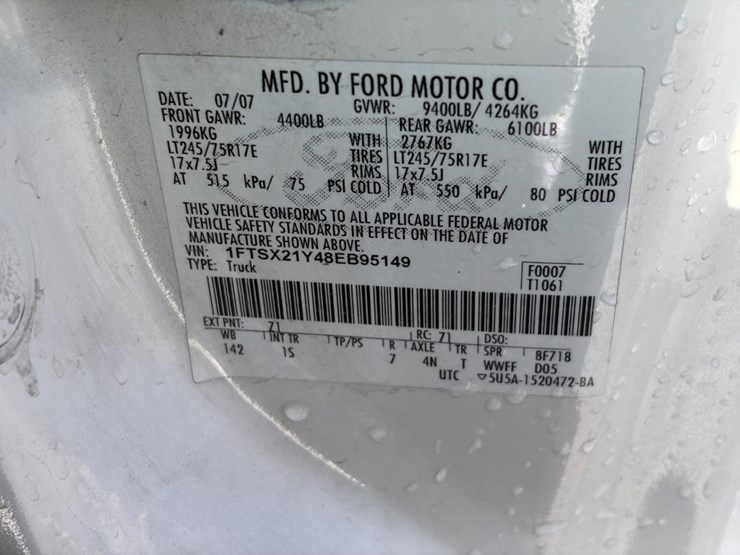 MFD. BY FORD MOTOR CO.
DATE: 07/07 GVWR: 9400LB/ 4264KG
FRONT GAWR: 4400LB REAR GAWR: 6100LB
1996KG WITH 2767KG WITH
LT245/75R17E TIRES LT245/75R17E TIRES
17x7.5J RIMS 17x7.5J RIMS
AT 515 kPa/ 75 PSI COLD AT 550 kPa/ 80 PSI COLD
THIS VEHICLE CONFORMS TO ALL APPLICABLE FEDERAL MOTOR
VEHICLE SAFETY STANDARDS IN EFFECT ON THE DATE OF
MANUFACTURE SHOWN ABOVE.
VIN: 1FTSX21Y48EB95149 F0007
TYPE: Truck T1061
EXT PNT: Z1 RC: 71 DSO:
WB INT TR TP/PS R AXLE TR SPR 8F718
142 1S 7 4N T WWFF D05
UTC ▽5U5A-1520472-BA